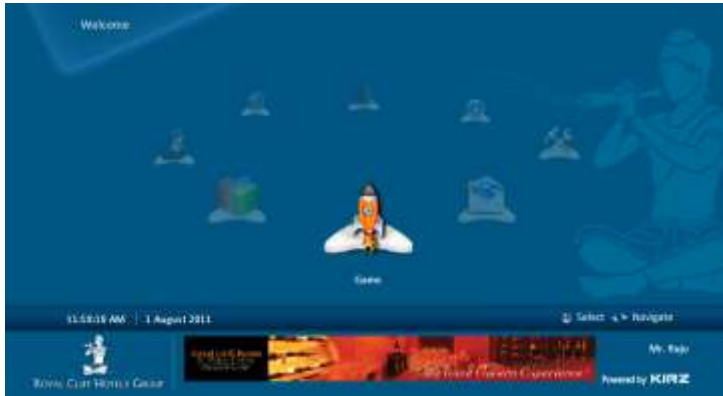 Welcome
Game
11:58:19 AM | 1 August 2011
Select Navigate
Mr. Raju
ROYAL CLIFF HOTELS GROUP
Powered by KIRZ